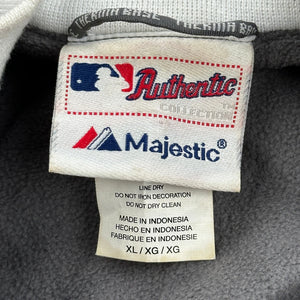 THERMA BASE THERMA BASE
Authentic
COLLECTION
Majestic®
LINE DRY
DO NOT IRON DECORATION
DO NOT DRY CLEAN
MADE IN INDONESIA
HECHO EN INDONESIA
FABRIQUE EN INDONESIE
XL / XG / XG